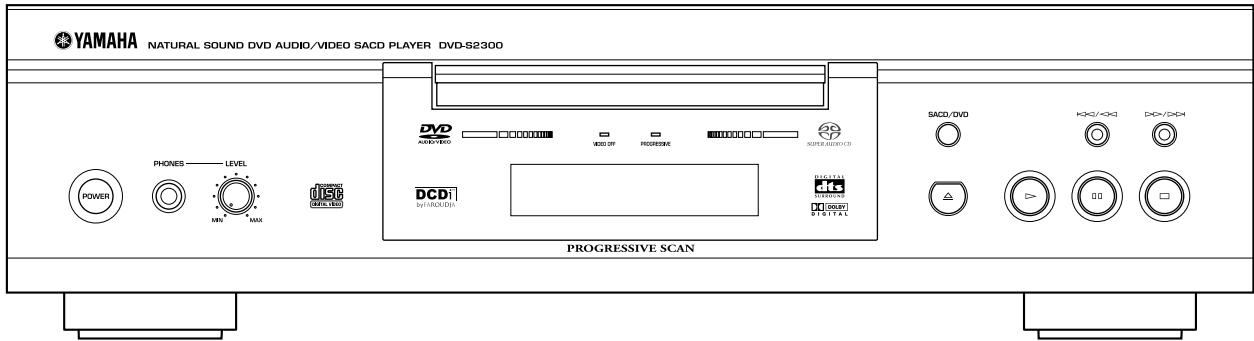 YAMAHA NATURAL SOUND DVD AUDIO/VIDEO SACD PLAYER DVD-S2300
SACD/DVD
DVD
AUDIO/VIDEO
VIDEO OFF
PROGRESSIVE
SUPER AUDIO CD
PHONES
LEVEL
POWER
MIN
MAX
COMPACT
disc
DIGITAL VIDEO
DCDi
by FAROUDJA
DIGITAL
dts
SURROUND
DOLBY
DIGITAL
PROGRESSIVE SCAN